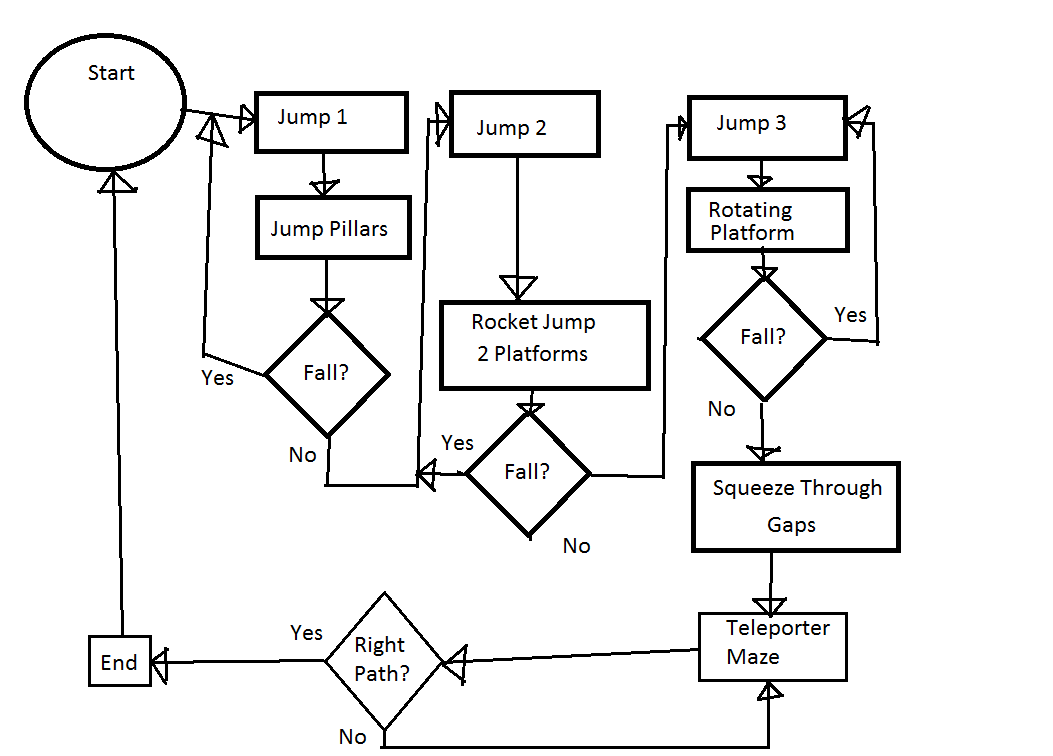 Start
Jump 1
Jump Pillars
Fall?
Yes
No
Jump 2
Rocket Jump
2 Platforms
Yes
Fall?
No
Jump 3
Rotating
Platform
Fall?
Yes
No
Squeeze Through
Gaps
Teleporter
Maze
Right
Path?
Yes
No
End